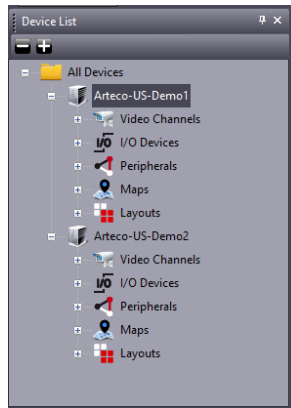 Device List
All Devices
Arteco-US-Demo1
Video Channels
I/O I/O Devices
Peripherals
Maps
Layouts
Arteco-US-Demo2
Video Channels
I/O I/O Devices
Peripherals
Maps
Layouts